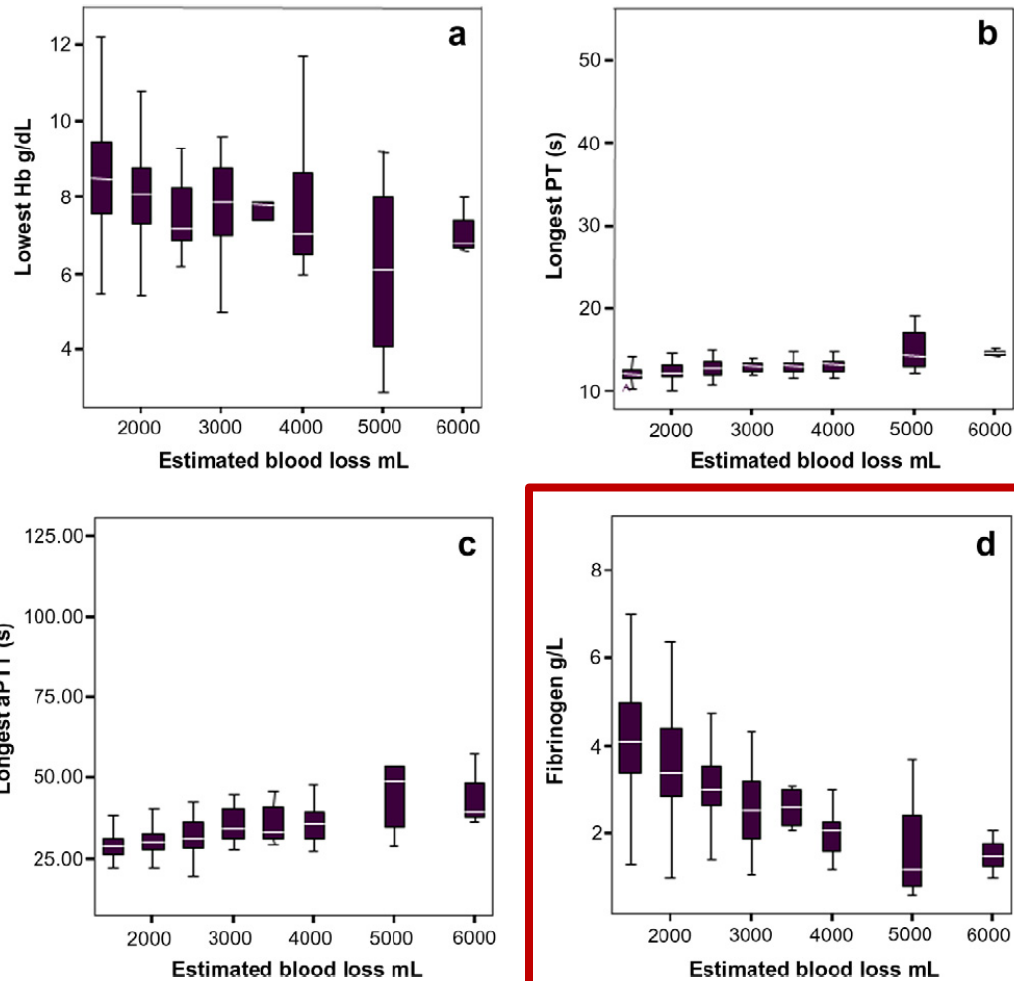 a
Lowest Hb g/dL
12
10
8
6
4
2000 3000 4000 5000 6000
Estimated blood loss mL
b
Longest PT (s)
50
40
30
20
10
2000 3000 4000 5000 6000
Estimated blood loss mL
c
Longest aPTT (s)
125.00
100.00
75.00
50.00
25.00
2000 3000 4000 5000 6000
Estimated blood loss mL
d
Fibrinogen g/L
8
6
4
2
2000 3000 4000 5000 6000
Estimated blood loss mL